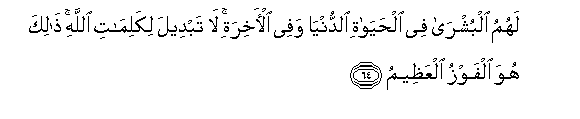 لَهُمُ ٱلْبُشْرَىٰ فِى ٱلْحَيَوٰةِ ٱلدُّنْيَا وَفِى ٱلْـَٔاخِرَةِ ۚ لَا تَبْدِيلَ لِكَلِمَـٰتِ ٱللَّهِ ۚ ذَٰلِكَ
هُوَ ٱلْفَوْزُ ٱلْعَظِيمُ ٦٤